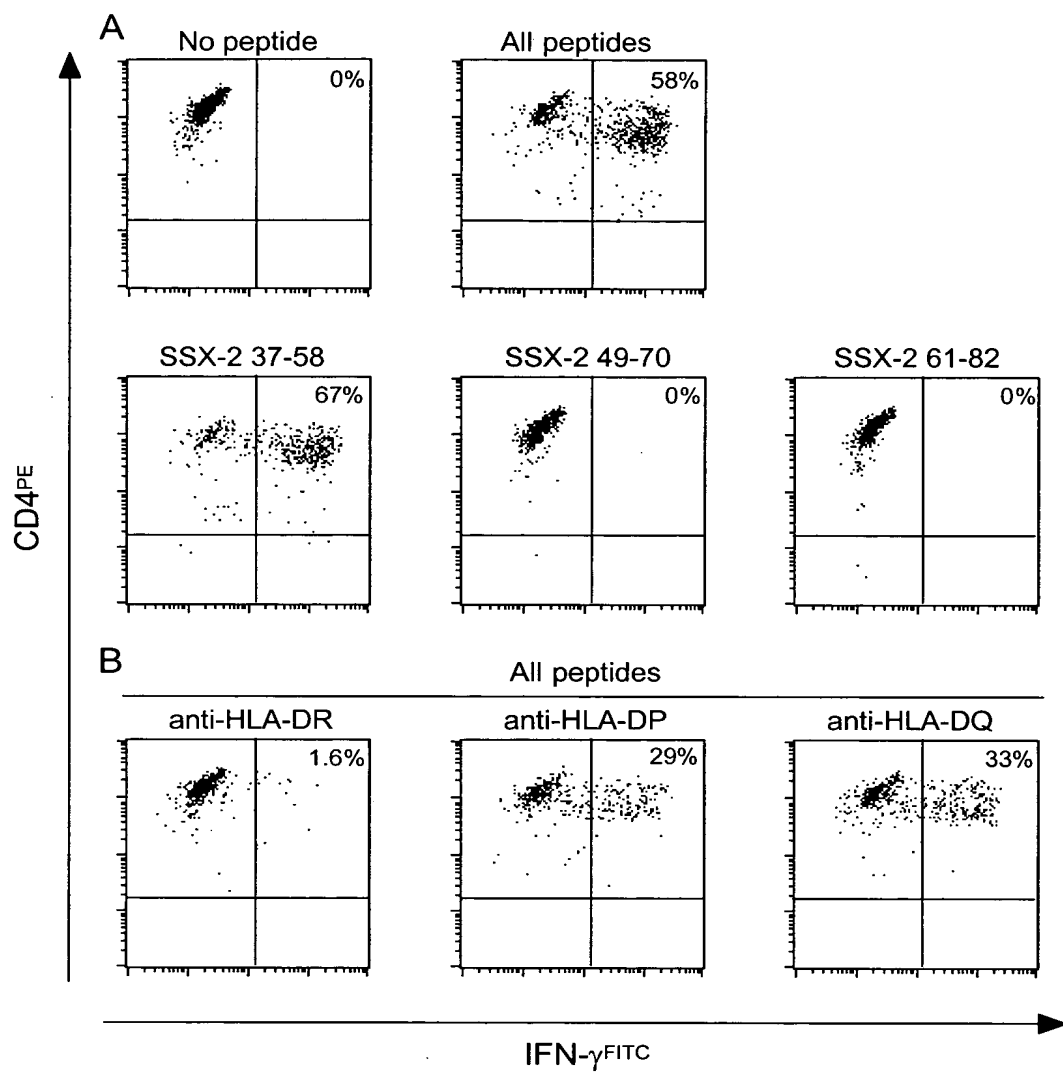 A
No peptide
All peptides
0%
58%
SSX-2 37-58
SSX-2 49-70
SSX-2 61-82
67%
0%
0%
CD4PE
B
All peptides
anti-HLA-DR
anti-HLA-DP
anti-HLA-DQ
1.6%
29%
33%
IFN-γFITC